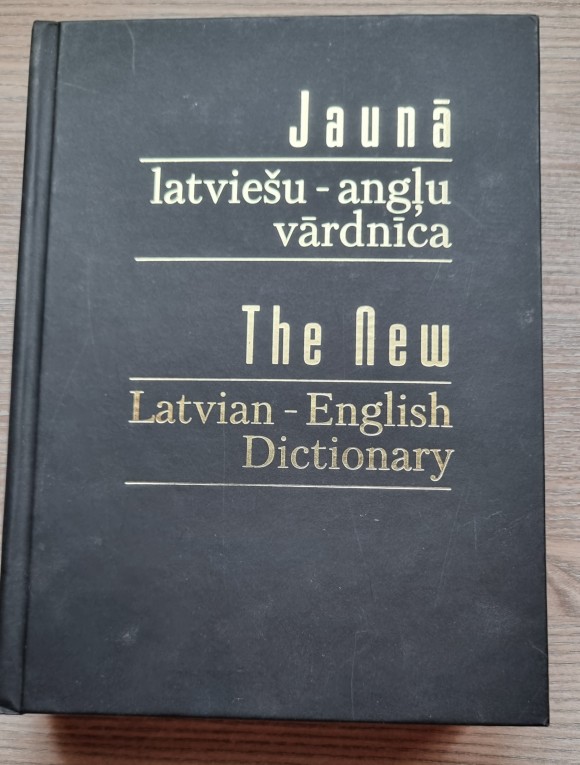 Jaunā
latviešu - angļu
vārdnīca
The New
Latvian - English
Dictionary